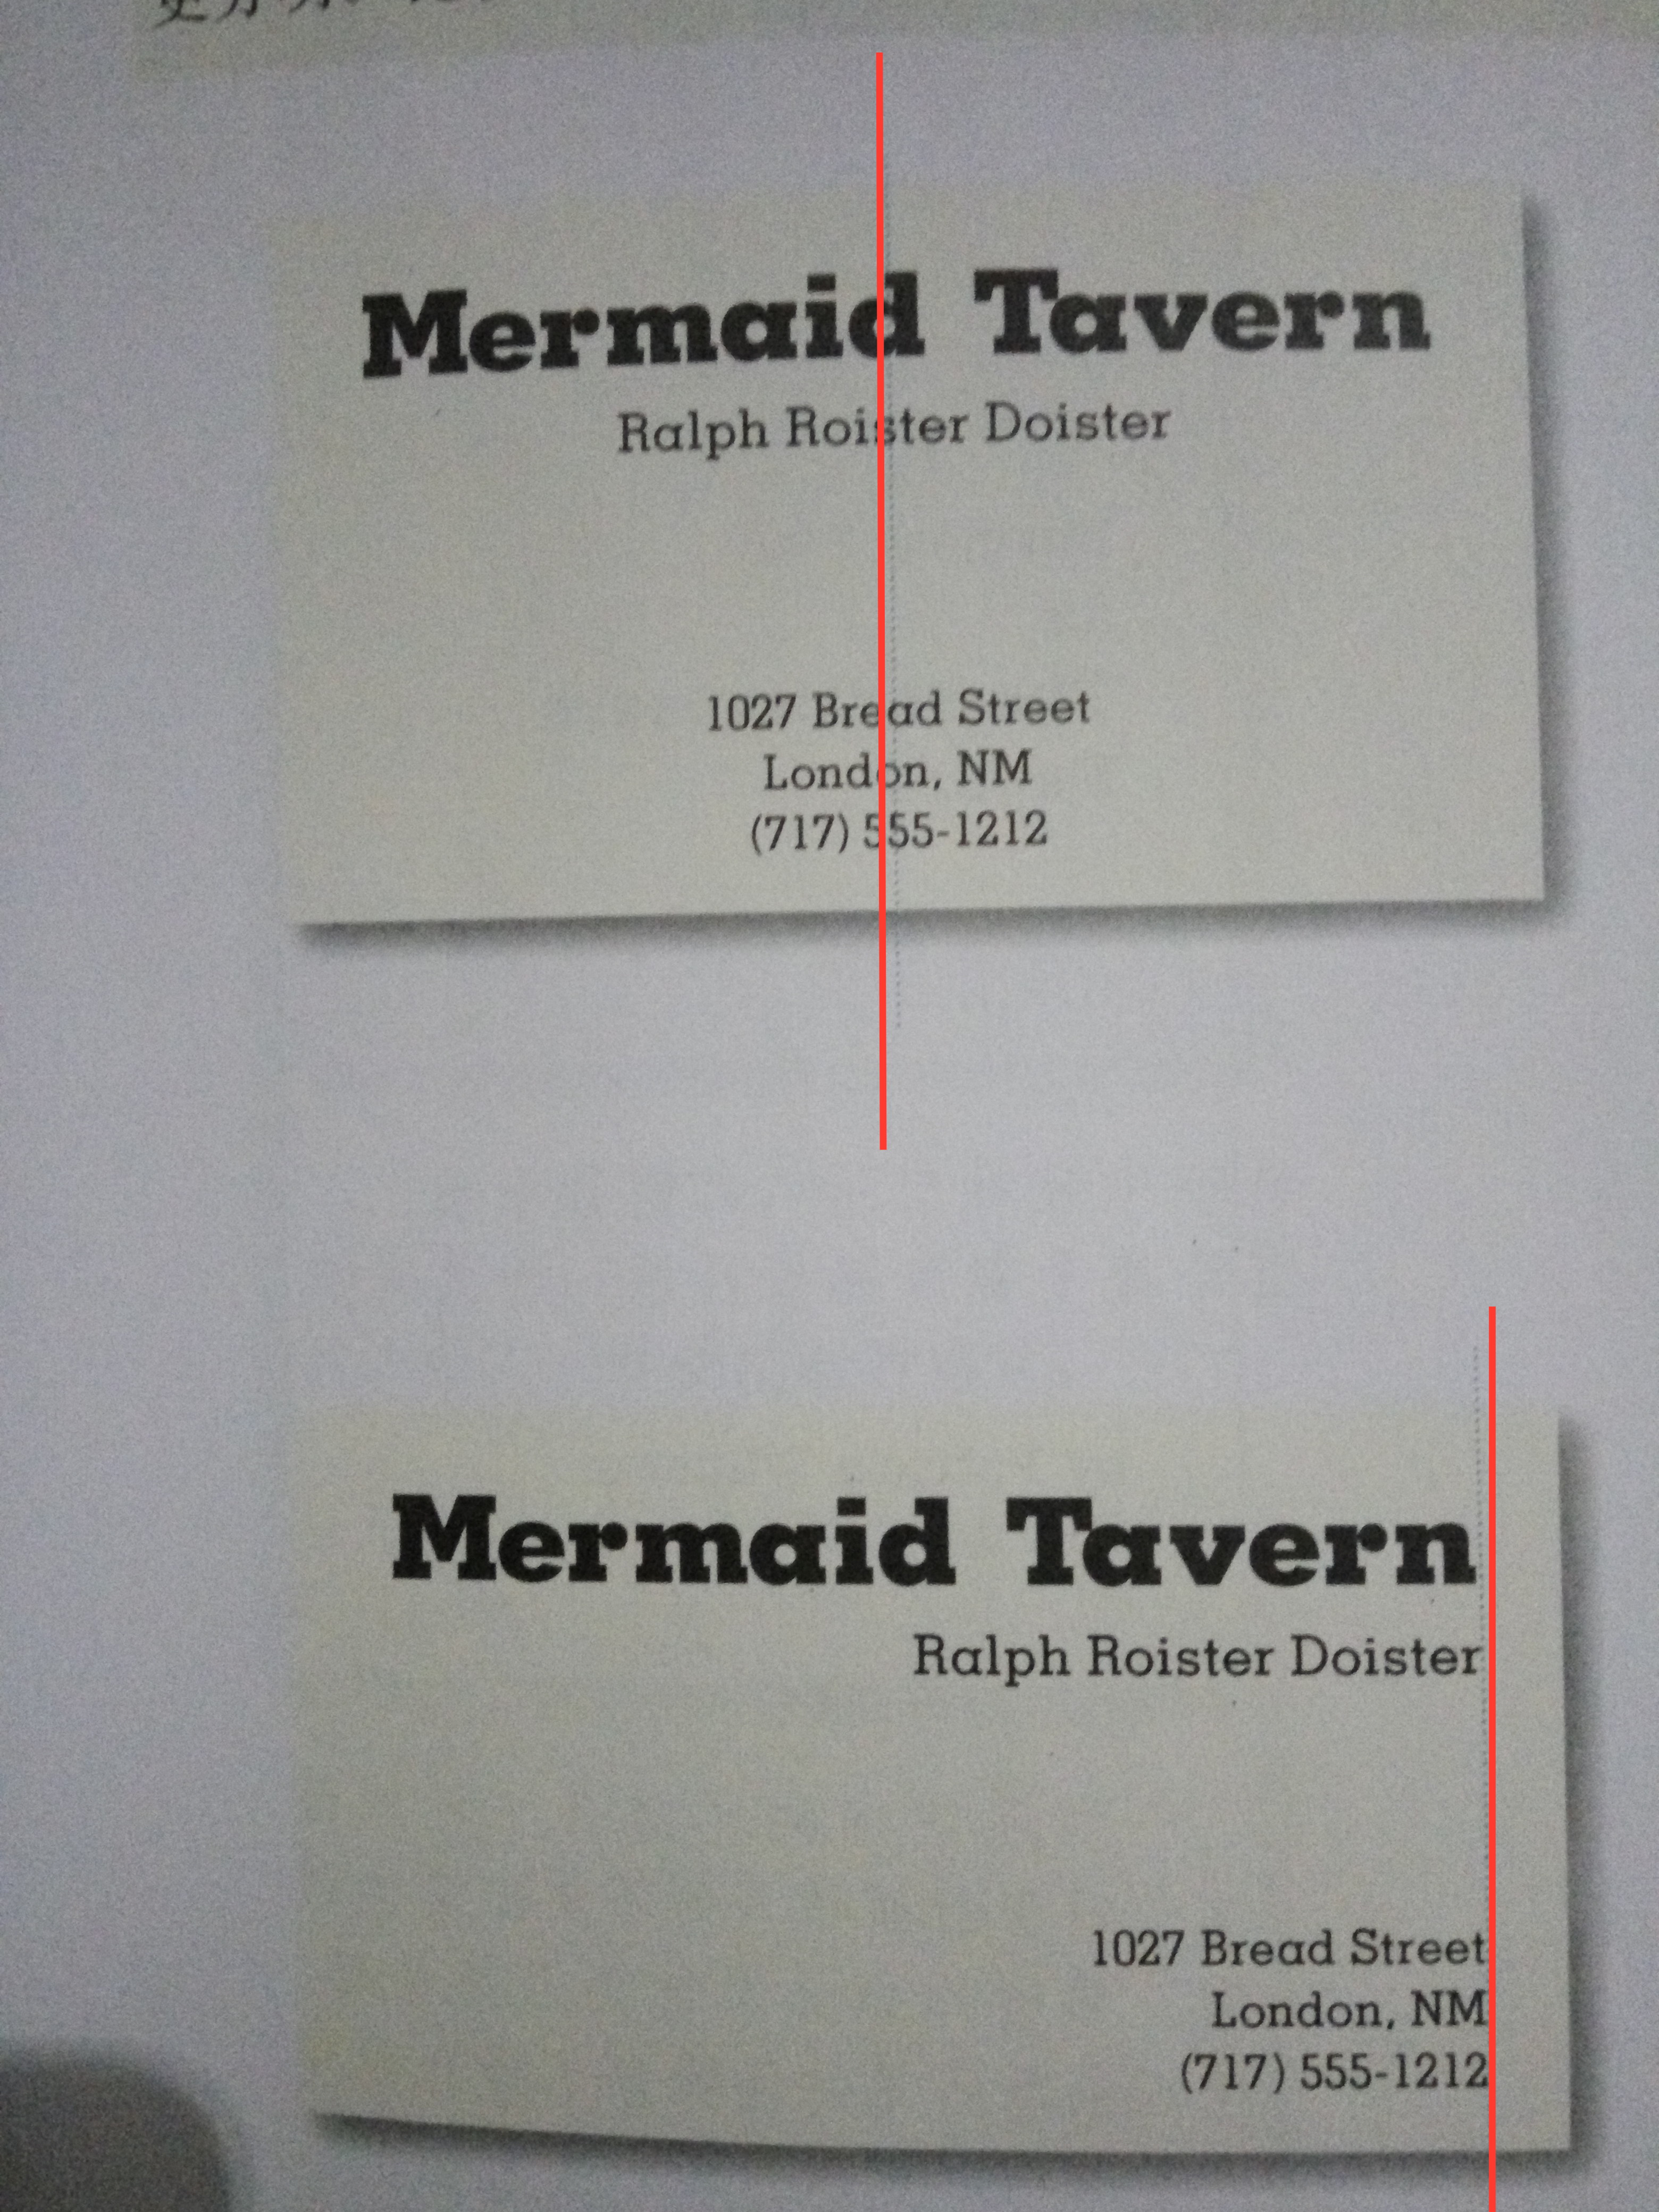 Mermaid Tavern
Ralph Roister Doister
1027 Bread Street
London, NM
(717) 555-1212
Mermaid Tavern
Ralph Roister Doister
1027 Bread Street
London, NM
(717) 555-1212